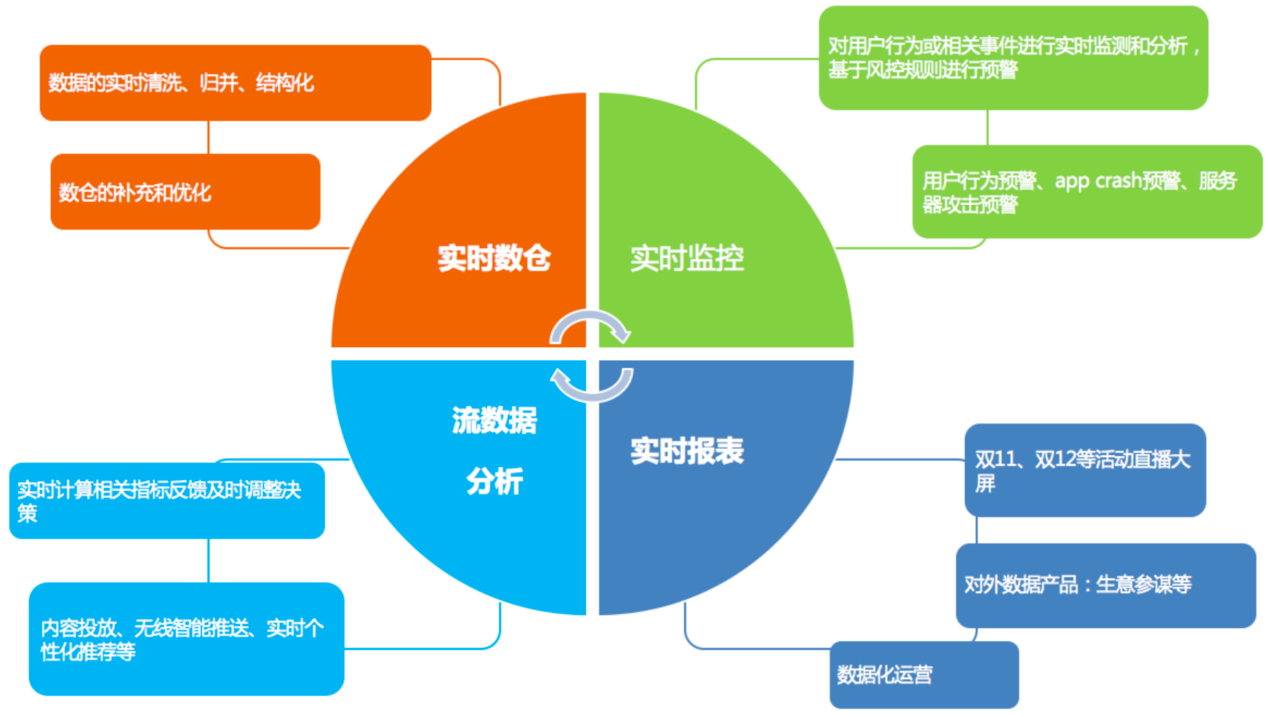 数据的实时清洗、归并、结构化
数仓的补充和优化
对用户行为或相关事件进行实时监测和分析，
基于风控规则进行预警
用户行为预警、app crash预警、服务
器攻击预警
实时数仓
实时监控
流数据
分析
实时报表
实时计算相关指标反馈及时调整决
策
内容投放、无线智能推送、实时个
性化推荐等
双11、双12等活动直播大
屏
对外数据产品：生意参谋等
数据化运营